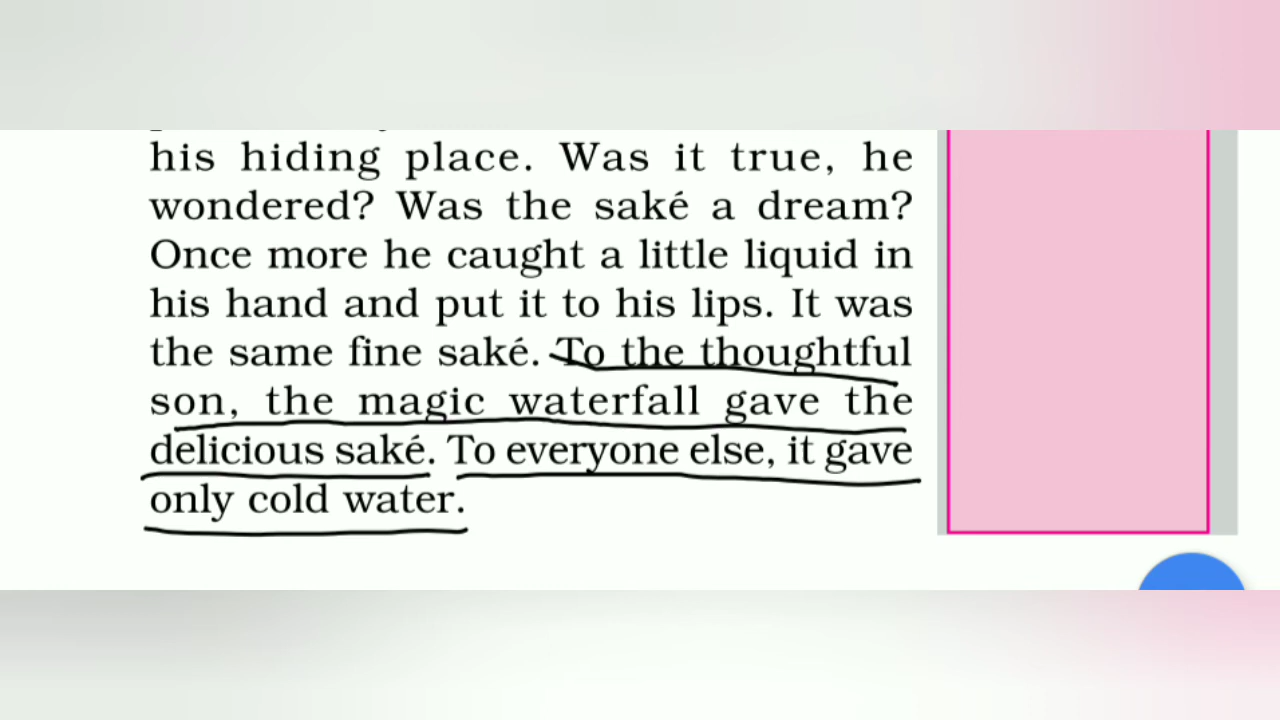 his hiding place. Was it true, he
wondered? Was the saké a dream?
Once more he caught a little liquid in
his hand and put it to his lips. It was
the same fine saké. To the thoughtful
son, the magic waterfall gave the
delicious saké. To everyone else, it gave
only cold water.